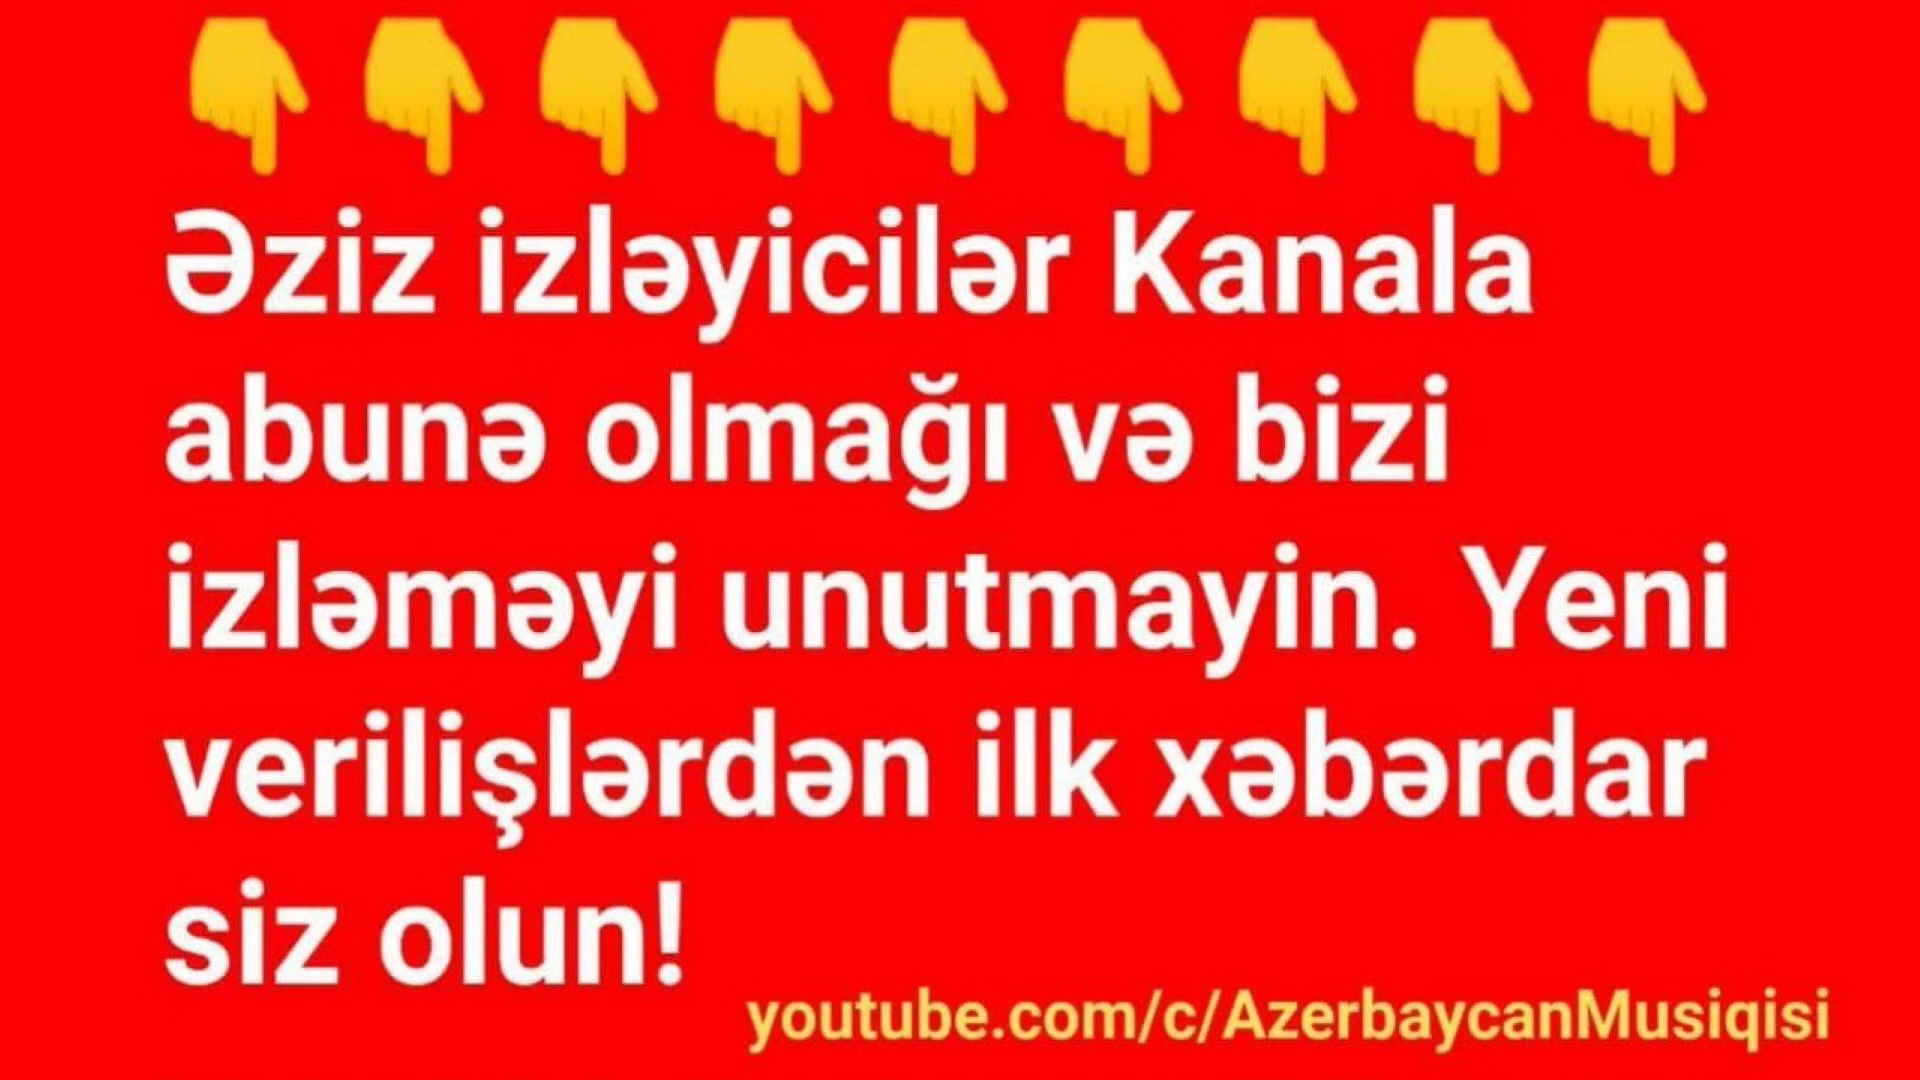 Əziz izləyicilər Kanala
abunə olmağı və bizi
izləməyi unutmayin. Yeni
verilişlərdən ilk xəbərdar
siz olun!
youtube.com/c/AzerbaycanMusiqisi